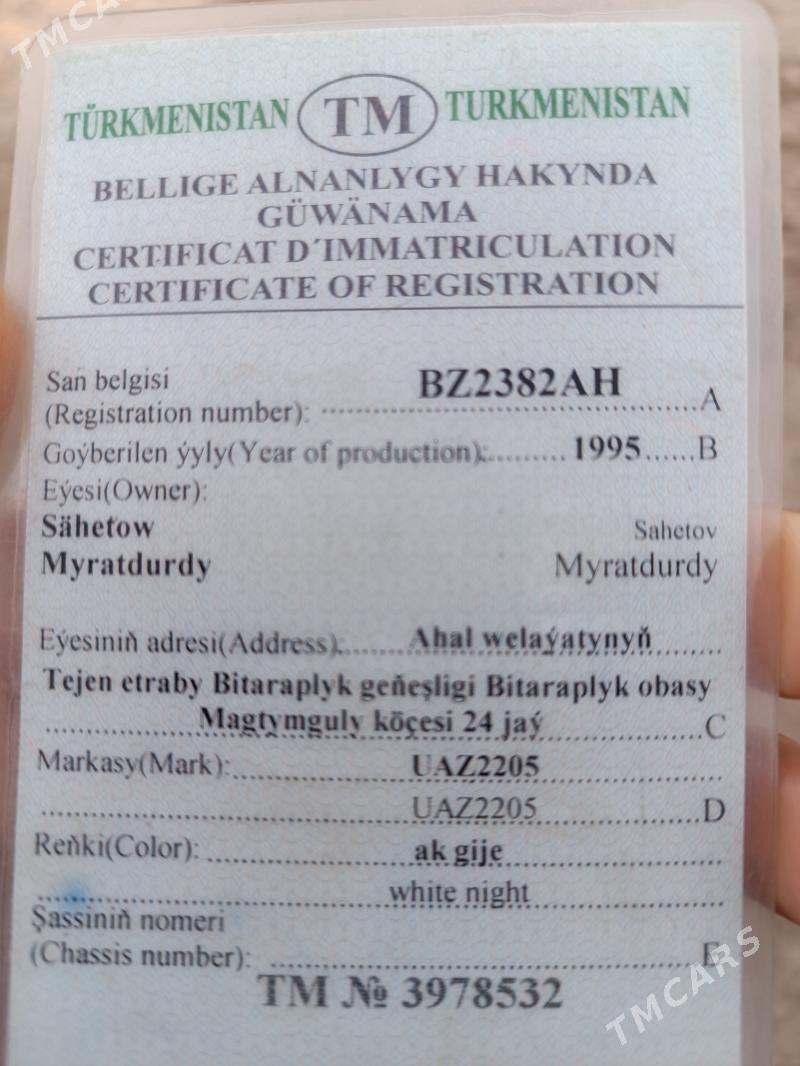 TMCARS
TÜRKMENISTAN TM TURKMENISTAN
BELLIGE ALNANLYGY HAKYNDA
GÜWÄNAMA
CERTIFICAT D´IMMATRICULATION
CERTIFICATE OF REGISTRATION
San belgisi BZ2382AH
(Registration number): A
Goýberilen ýyly(Year of production): 1995 B
Eýesi(Owner):
Sähetow Sahetov
Myratdurdy Myratdurdy
Eýesiniň adresi(Address): Ahal welaýatynyň
Tejen etraby Bitaraplyk geňeşligi Bitaraplyk obasy
Magtymguly köçesi 24 jaý C
Markasy(Mark): UAZ2205
UAZ2205 D
Reňki(Color): ak gije
white night
Şassiniň nomeri
(Chassis number): E
TM № 3978532
TMCARS